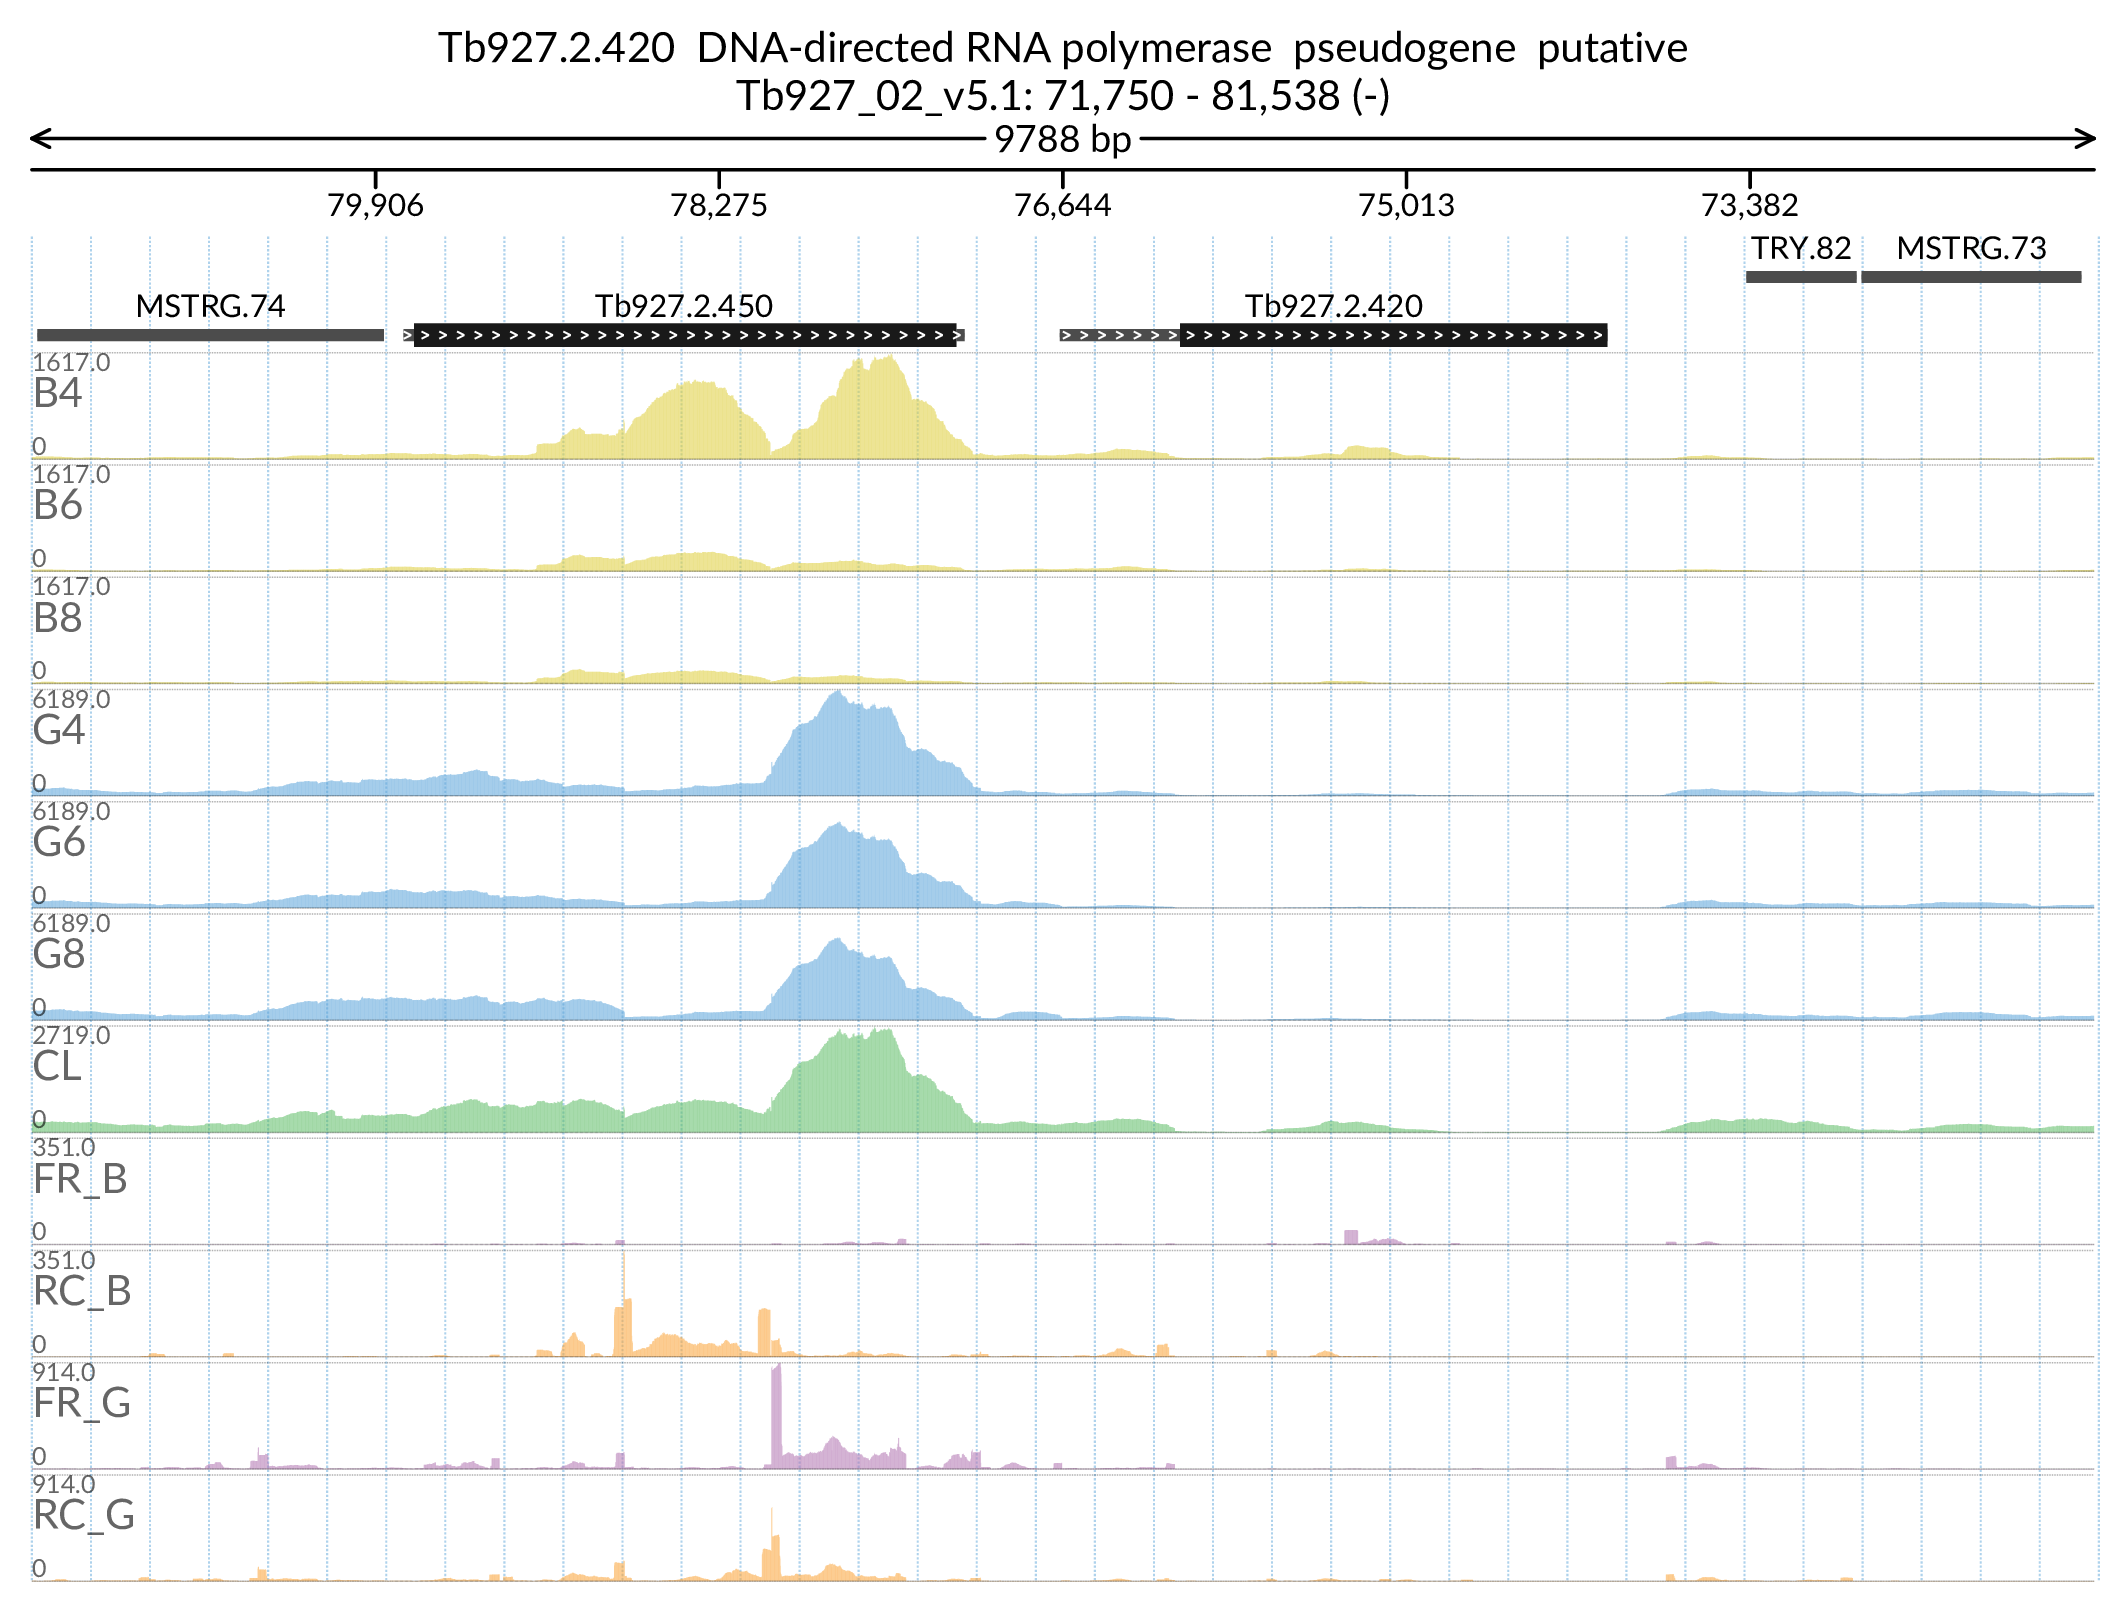 Tb927.2.420 DNA-directed RNA polymerase pseudogene putative
Tb927_02_v5.1: 71,750 - 81,538 (-)
9788 bp
79,906 78,275 76,644 75,013 73,382
TRY.82 MSTRG.73
MSTRG.74 Tb927.2.450 Tb927.2.420
1617.0
B4
0
1617.0
B6
0
1617.0
B8
0
6189.0
G4
0
6189.0
G6
0
6189.0
G8
0
2719.0
CL
0
351.0
FR_B
0
351.0
RC_B
0
914.0
FR_G
0
914.0
RC_G
0